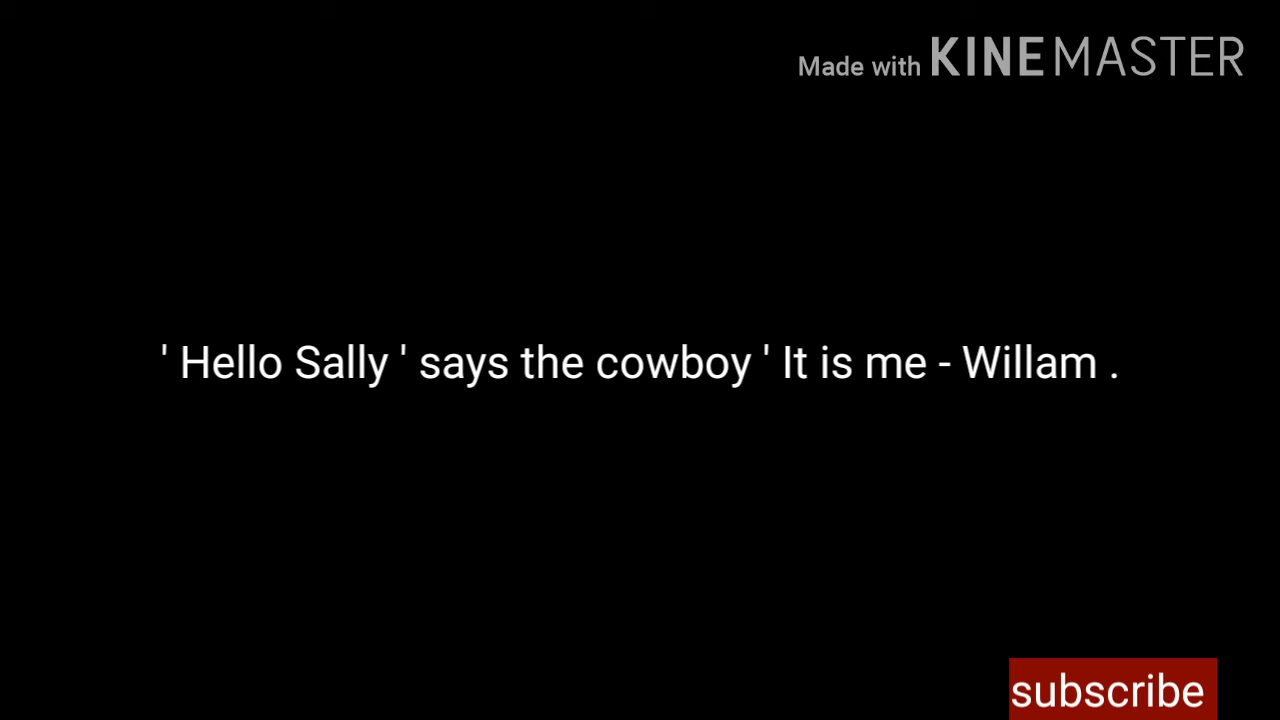 Made with KINEMASTER
' Hello Sally ' says the cowboy ' It is me - Willam .
subscribe